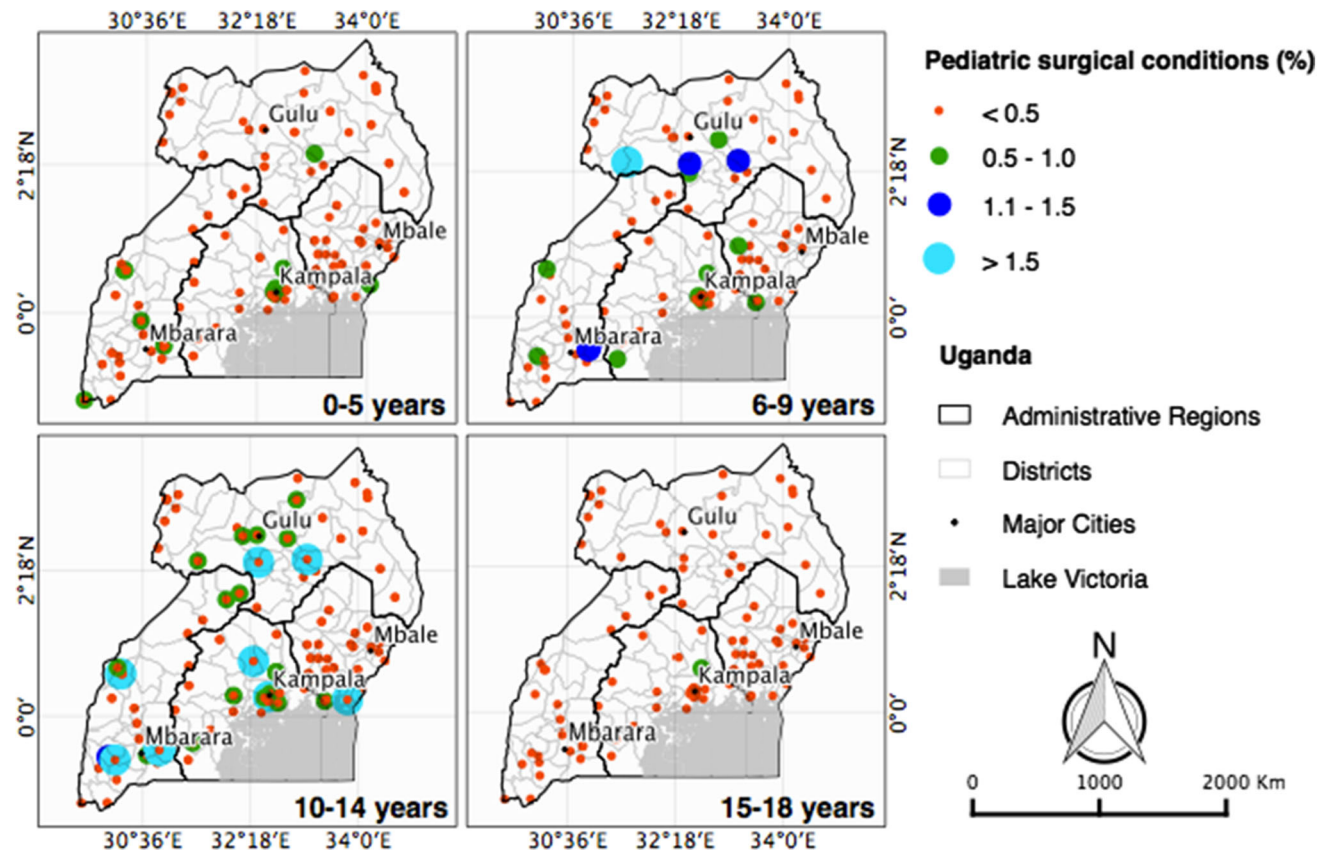 30°36′E 32°18′E 34°0′E 30°36′E 32°18′E 34°0′E
2°18′N
0°0′
Gulu
Mbale
Kampala
Mbarara
0-5 years
Gulu
Mbale
Kampala
Mbarara
6-9 years
2°18′N
0°0′
2°18′N
0°0′
Gulu
Mbale
Kampala
Mbarara
10-14 years
Gulu
Mbale
Kampala
Mbarara
15-18 years
2°18′N
0°0′
30°36′E 32°18′E 34°0′E 30°36′E 32°18′E 34°0′E
Pediatric surgical conditions (%)
< 0.5
0.5 - 1.0
1.1 - 1.5
> 1.5
Uganda
Administrative Regions
Districts
Major Cities
Lake Victoria
N
0 1000 2000 Km